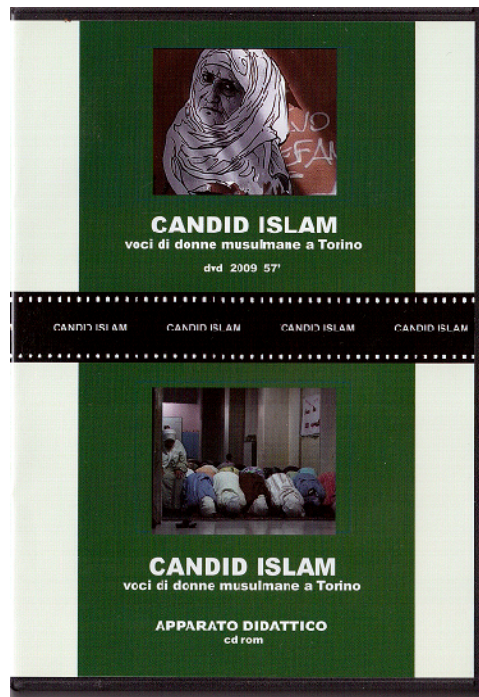 CANDID ISLAM
voci di donne musulmane a Torino
dvd 2009 57'
CANDID ISLAM CANDID ISLAM CANDID ISLAM CANDID ISLAM
CANDID ISLAM
voci di donne musulmane a Torino
APPARATO DIDATTICO
cd rom